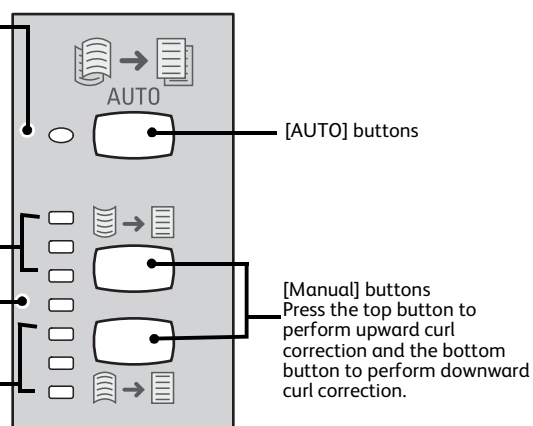 AUTO
[AUTO] buttons
[Manual] buttons
Press the top button to
perform upward curl
correction and the bottom
button to perform downward
curl correction.